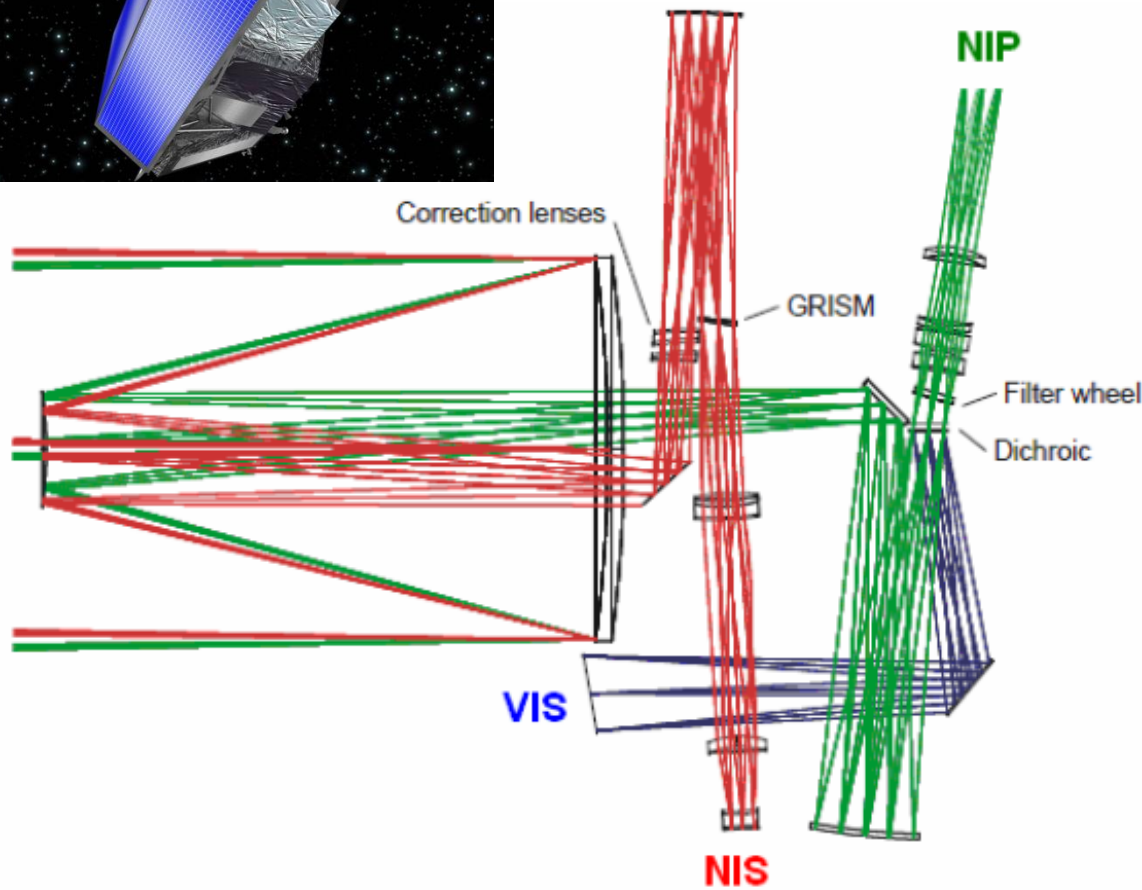 NIP
Correction lenses
GRISM
Filter wheel
Dichroic
VIS
NIS